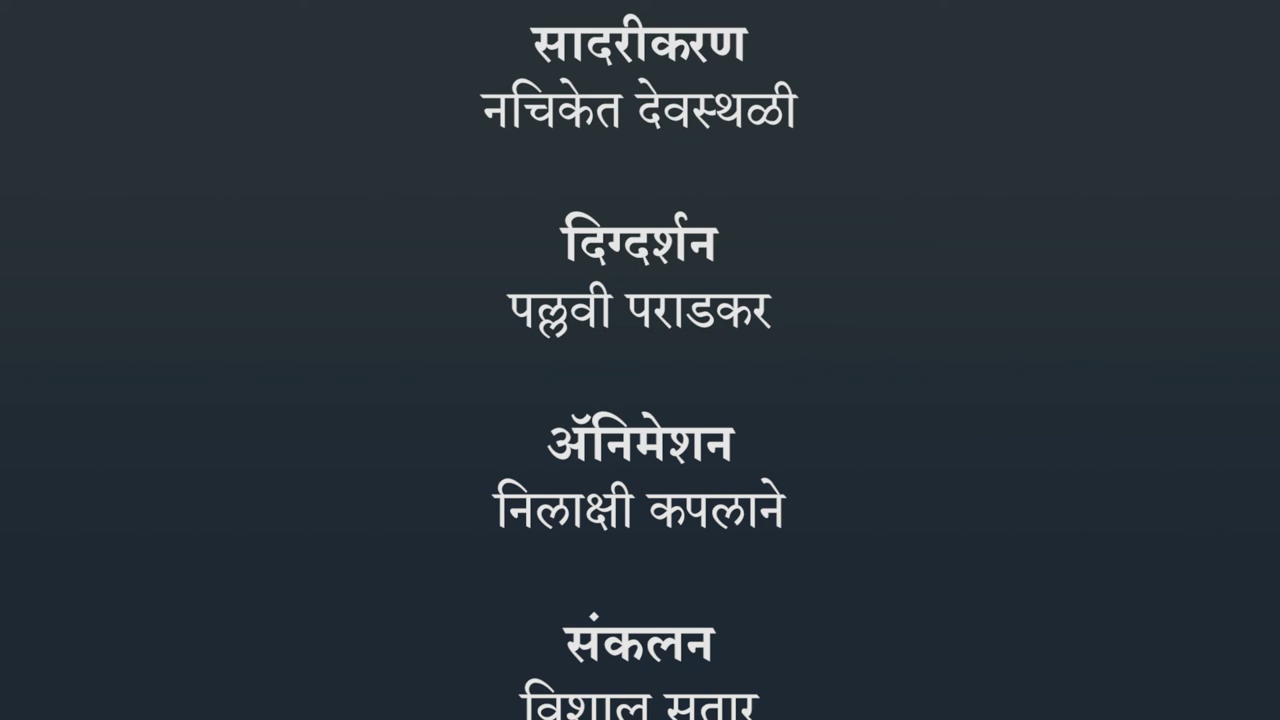 सादरीकरण
नचिकेत देवस्थळी
दिग्दर्शन
पल्लवी पराडकर
ॲनिमेशन
निलाक्षी कपलाने
संकलन
विशाल सुतार